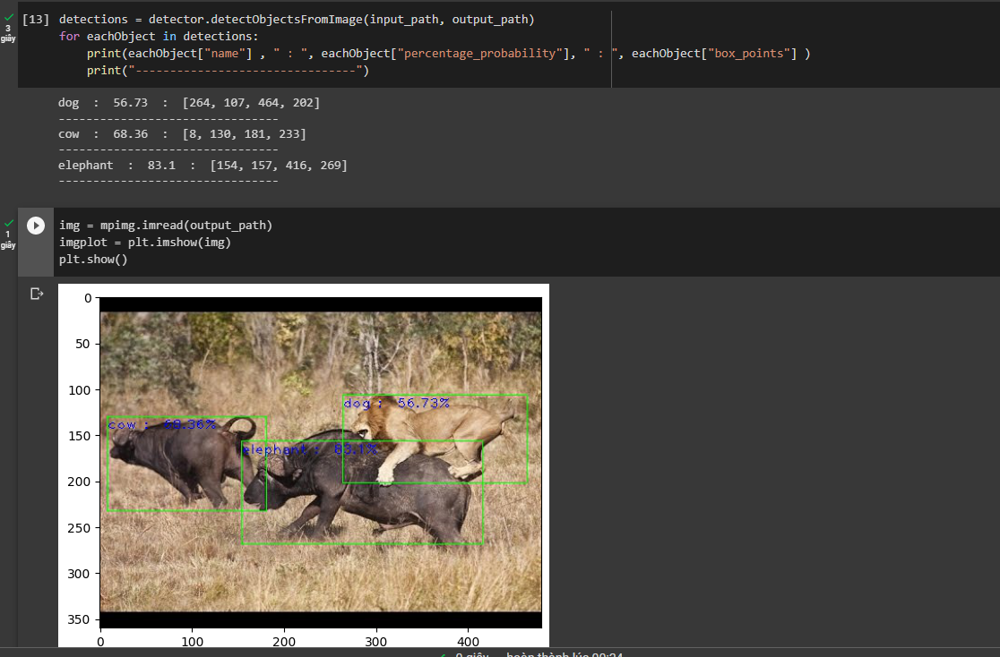 [13] detections = detector.detectObjectsFromImage(input_path, output_path)
3
giây
for eachObject in detections:
print(eachObject["name"] , " : ", eachObject["percentage_probability"], " : ", eachObject["box_points"] )
print("--------------------------------")
dog : 56.73 : [264, 107, 464, 202]
--------------------------------
cow : 68.36 : [8, 130, 181, 233]
--------------------------------
elephant : 83.1 : [154, 157, 416, 269]
--------------------------------
1
giây
img = mpimg.imread(output_path)
imgplot = plt.imshow(img)
plt.show()
0
50
100
dog : 56.73%
cow : 68.36%
150
elephant : 83.1%
200
250
300
350
0 100 200 300 400
0 giây hoàn thành lúc